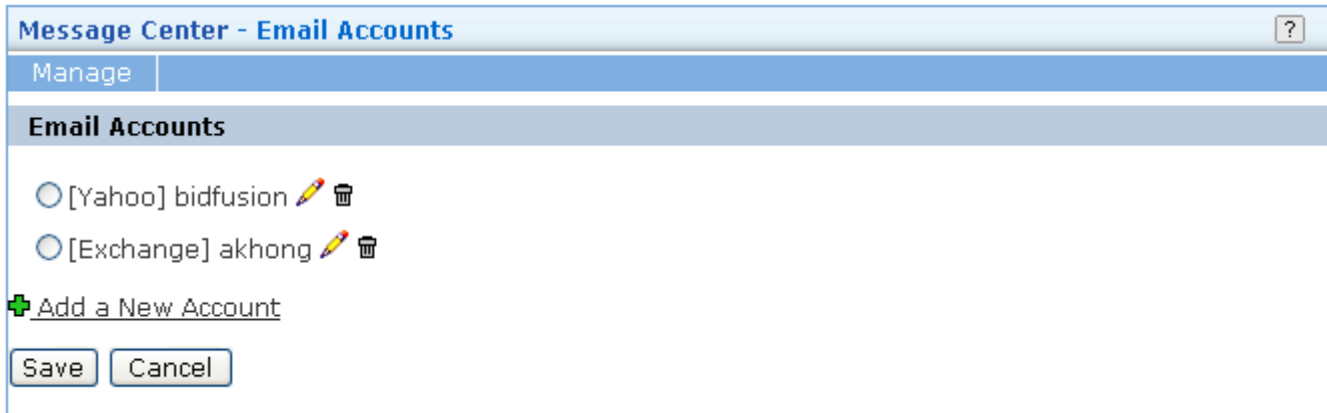 Message Center - Email Accounts ?
Manage
Email Accounts
[Yahoo] bidfusion
[Exchange] akhong
Add a New Account
Save Cancel